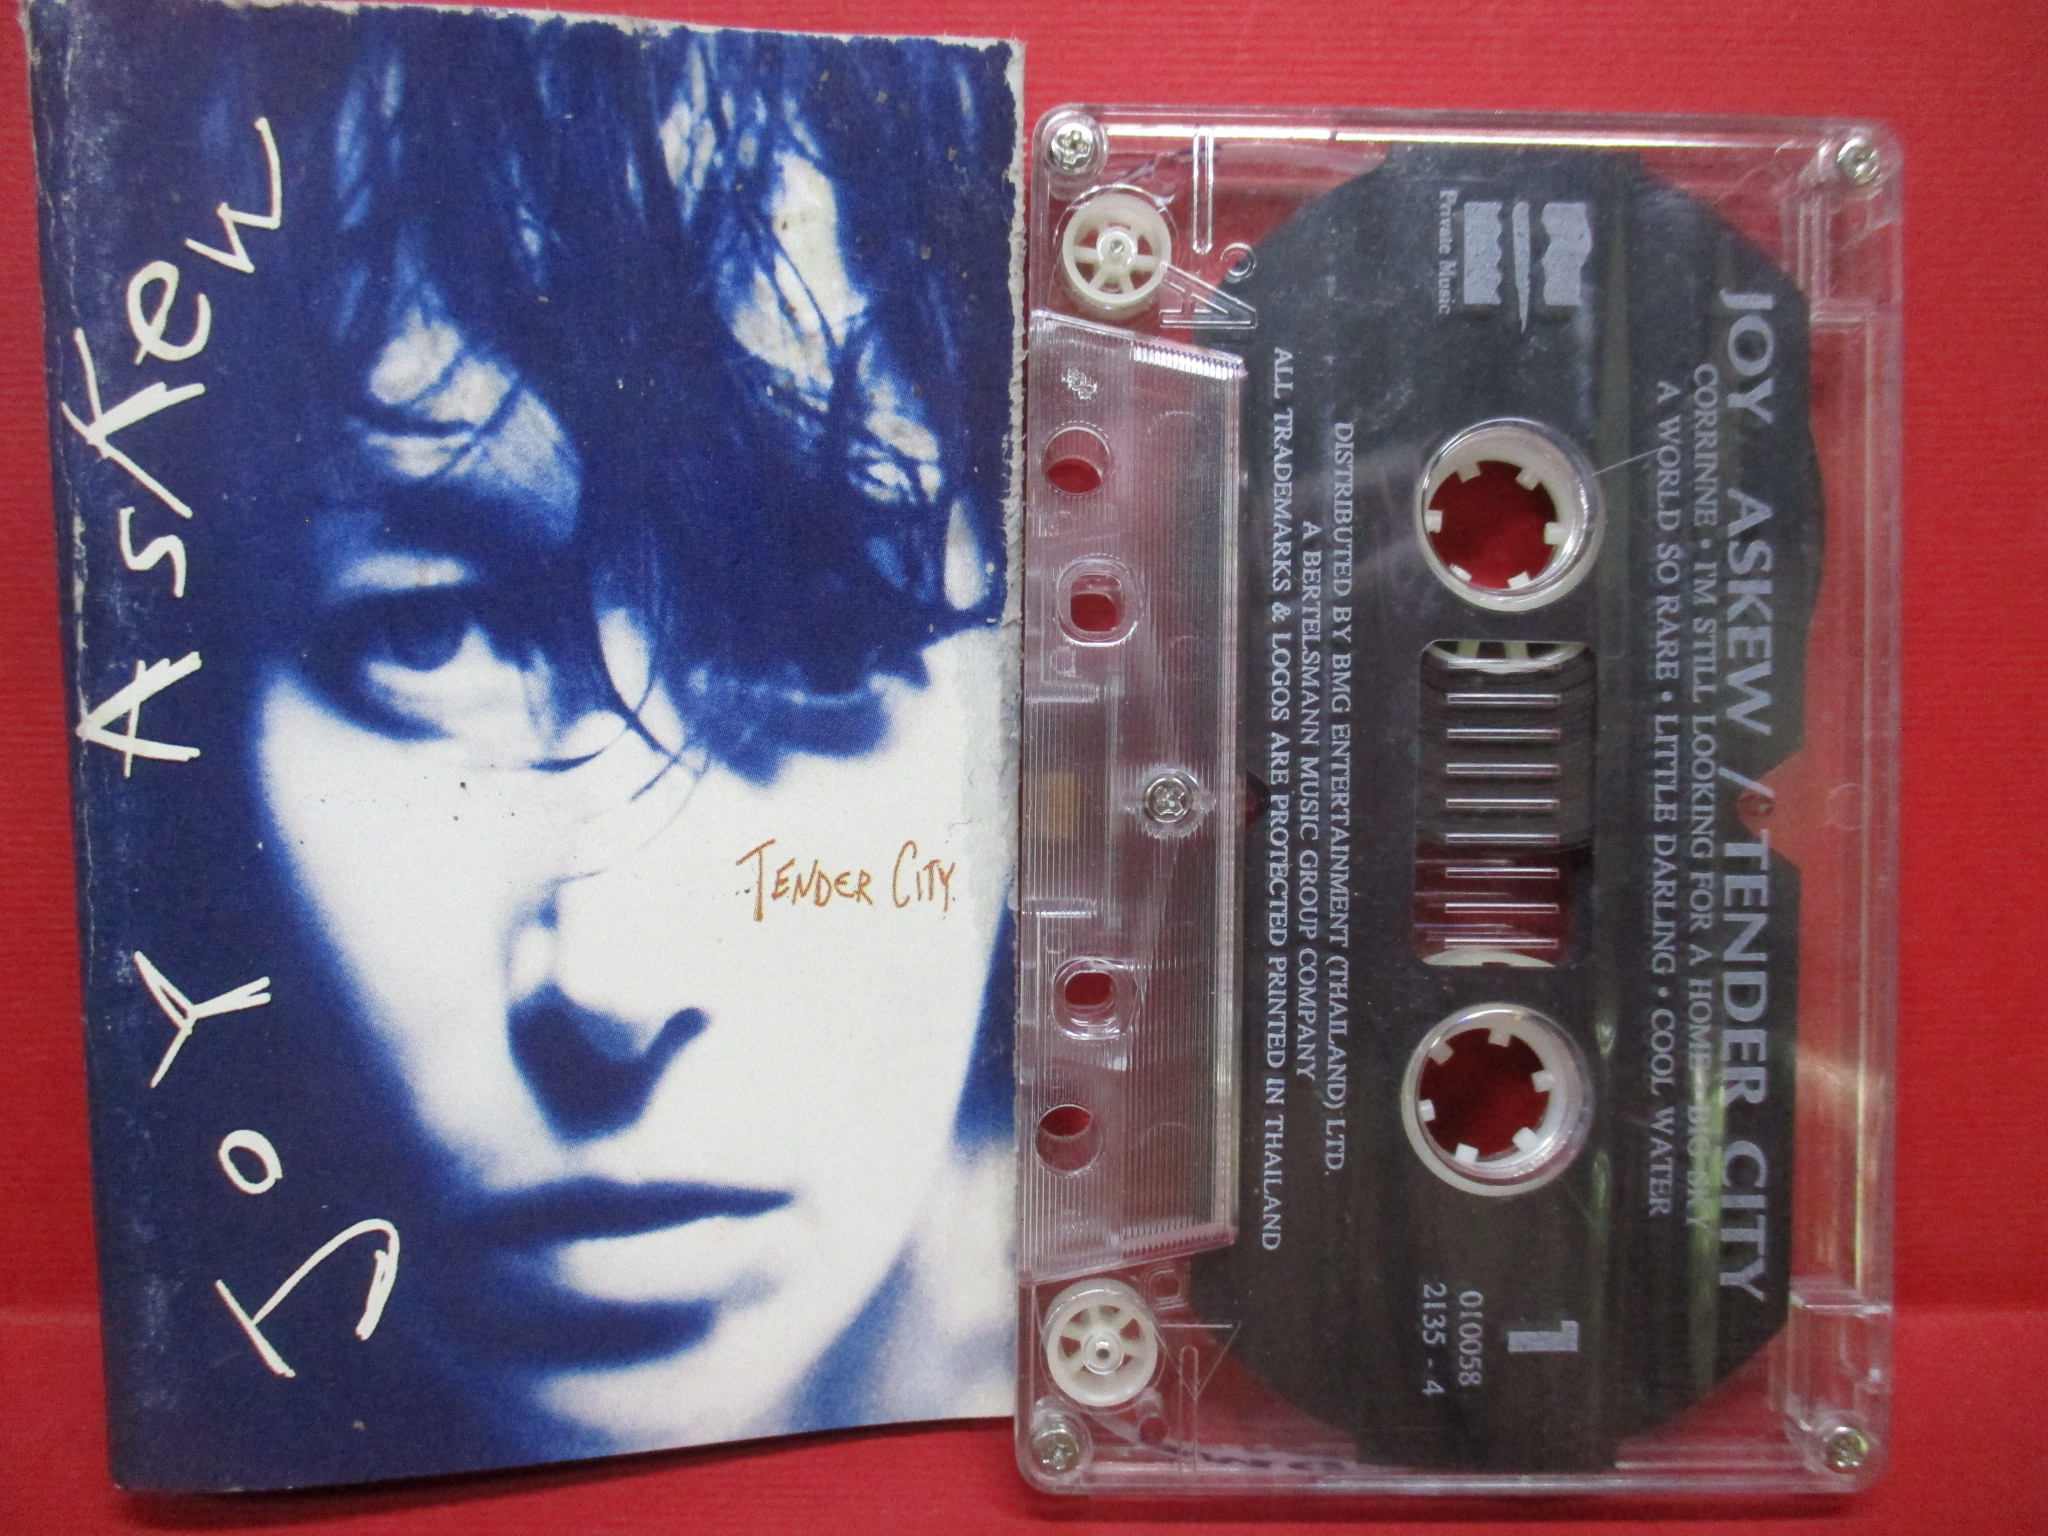 JOY ASKEW
TENDER CITY
JOY ASKEW / TENDER CITY
CORRINNE • I'M STILL LOOKING FOR A HOME • BIG SKY
A WORLD SO RARE • LITTLE DARLING • COOL WATER
Private Music
1
010058
2135 - 4
DISTRIBUTED BY BMG ENTERTAINMENT (THAILAND) LTD.
A BERTELSMANN MUSIC GROUP COMPANY
ALL TRADEMARKS & LOGOS ARE PROTECTED PRINTED IN THAILAND
A